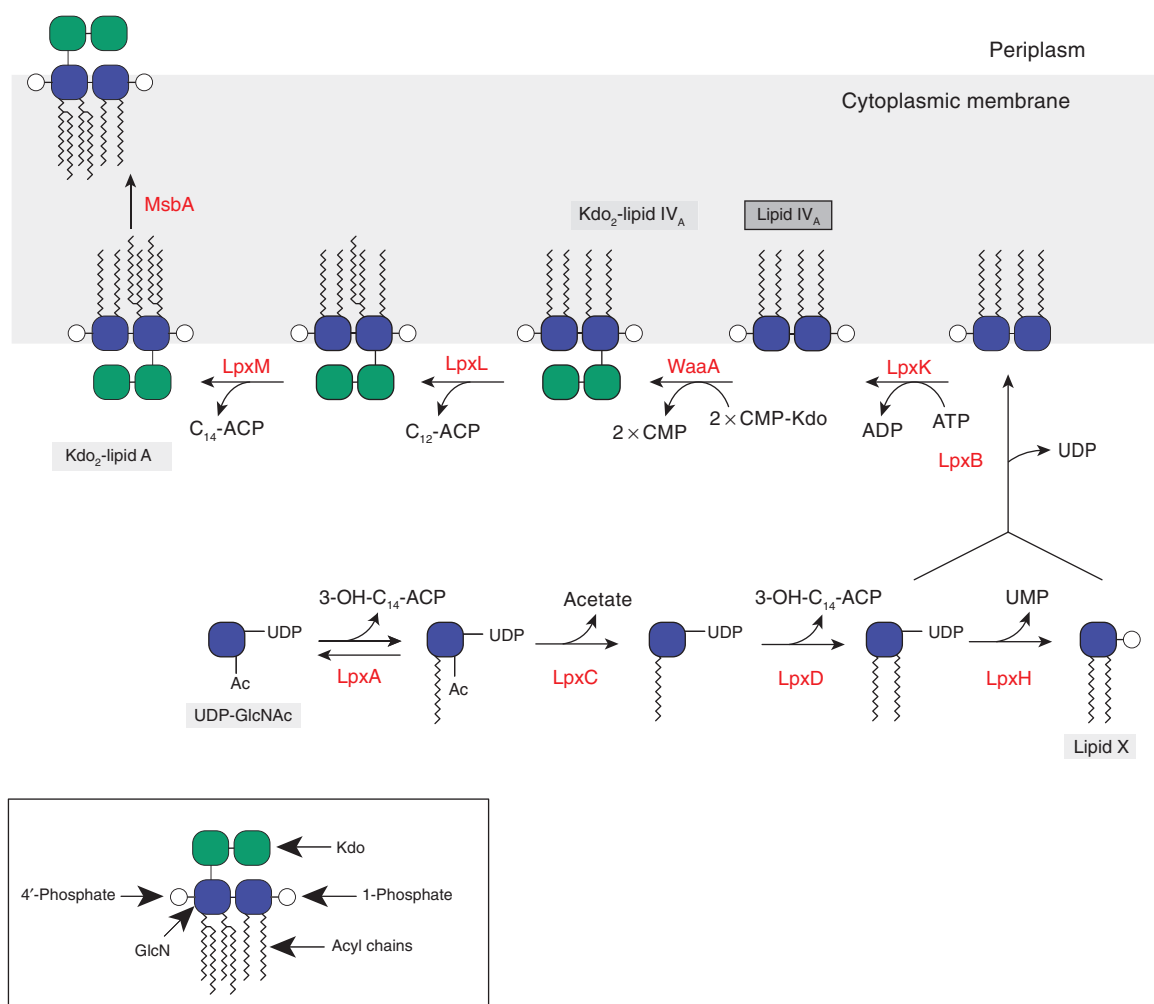 Periplasm
Cytoplasmic membrane
MsbA
Kdo₂-lipid IV_A
Lipid IV_A
LpxM
LpxL
WaaA
LpxK
C₁₄-ACP
C₁₂-ACP
2 × CMP
2 × CMP-Kdo
ADP
ATP
Kdo₂-lipid A
LpxB
UDP
3-OH-C₁₄-ACP
Acetate
3-OH-C₁₄-ACP
UMP
UDP
UDP
UDP
UDP
Ac
LpxA
Ac
LpxC
LpxD
LpxH
UDP-GlcNAc
Lipid X
Kdo
4′-Phosphate
1-Phosphate
GlcN
Acyl chains